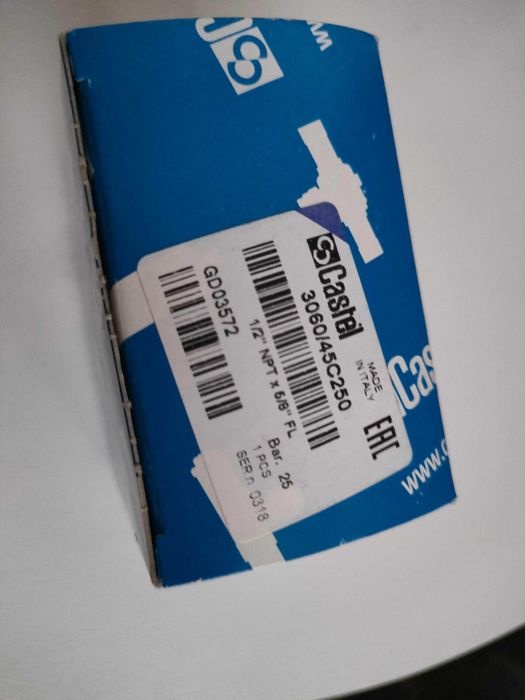 Castel
3060/45C250
MADE
IN ITALY
1/2" NPT x 5/8" FL
EAC
Bar. 25
1 PCS
SER.n 0318
GD03572
Cas
www.c